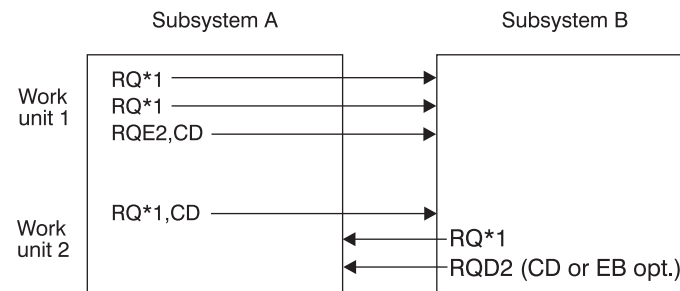 Subsystem A
Subsystem B
Work
unit 1
RQ*1
RQ*1
RQE2,CD
Work
unit 2
RQ*1,CD
RQ*1
RQD2 (CD or EB opt.)